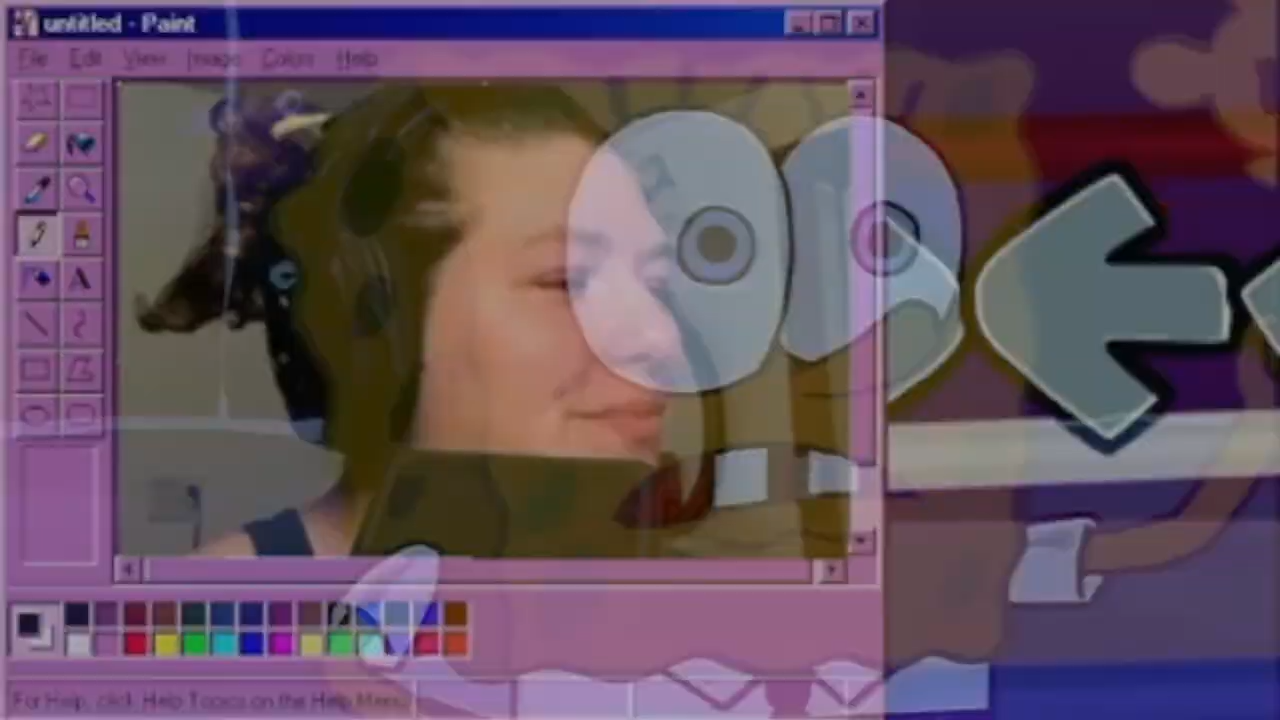 untitled - Paint
File Edit View Image Colors Help
For Help, click Help Topics on the Help Menu.